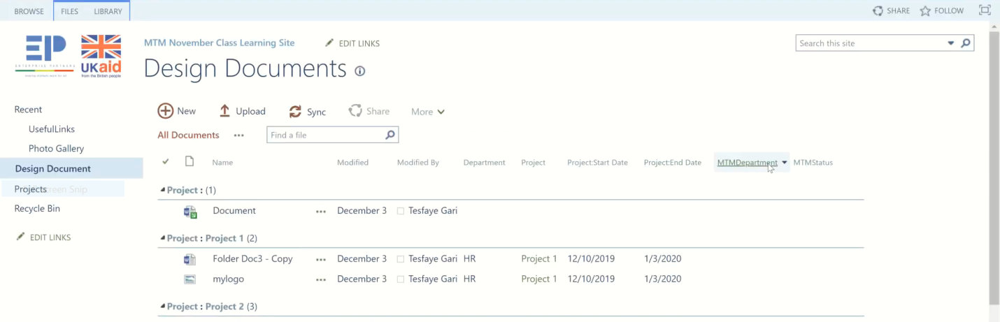 BROWSE FILES LIBRARY SHARE FOLLOW
EP
ENTERPRISE PARTNERS
UKaid
from the British people
MTM November Class Learning Site EDIT LINKS
Search this site
Design Documents
Recent
UsefulLinks
Photo Gallery
Design Document
Projects
Screen Snip
Recycle Bin
EDIT LINKS
New Upload Sync Share More
All Documents ••• Find a file
Name Modified Modified By Department Project Project:Start Date Project:End Date MTMDepartment MTMStatus
Project : (1)
Document ••• December 3 Tesfaye Gari
Project : Project 1 (2)
Folder Doc3 - Copy ••• December 3 Tesfaye Gari HR Project 1 12/10/2019 1/3/2020
mylogo ••• December 3 Tesfaye Gari HR Project 1 12/10/2019 1/3/2020
Project : Project 2 (3)